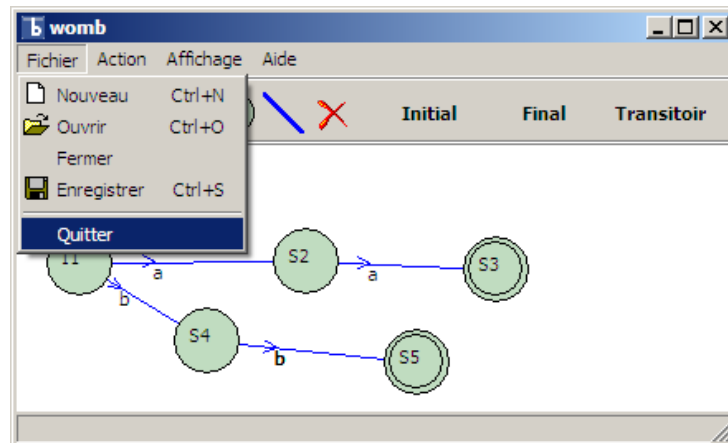 womb
Fichier Action Affichage Aide
Nouveau Ctrl+N
Ouvrir Ctrl+O
Fermer
Enregistrer Ctrl+S
Quitter
Initial Final Transitoir
I1
a
S2
a
S3
b
S4
b
S5